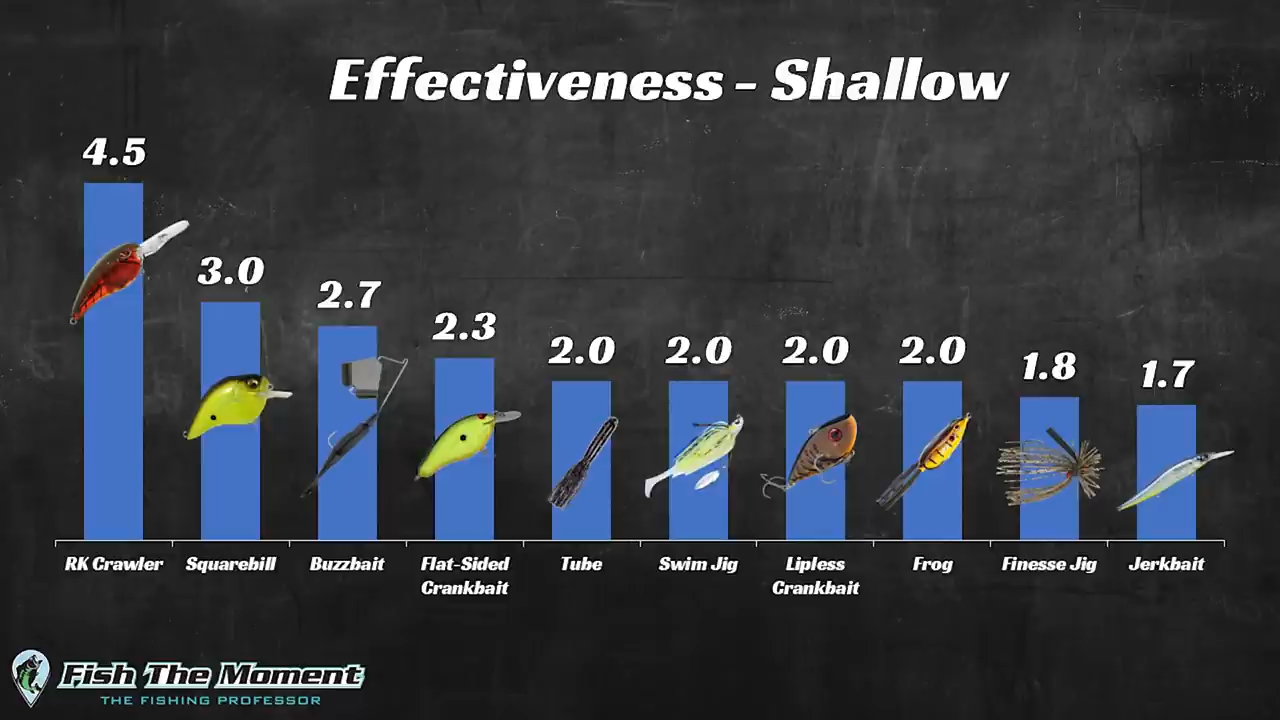 Effectiveness - Shallow
4.5
3.0
2.7
2.3
2.0
2.0
2.0
2.0
1.8
1.7
RK Crawler
Squarebill
Buzzbait
Flat-Sided
Crankbait
Tube
Swim Jig
Lipless
Crankbait
Frog
Finesse Jig
Jerkbait
Fish The Moment
THE FISHING PROFESSOR